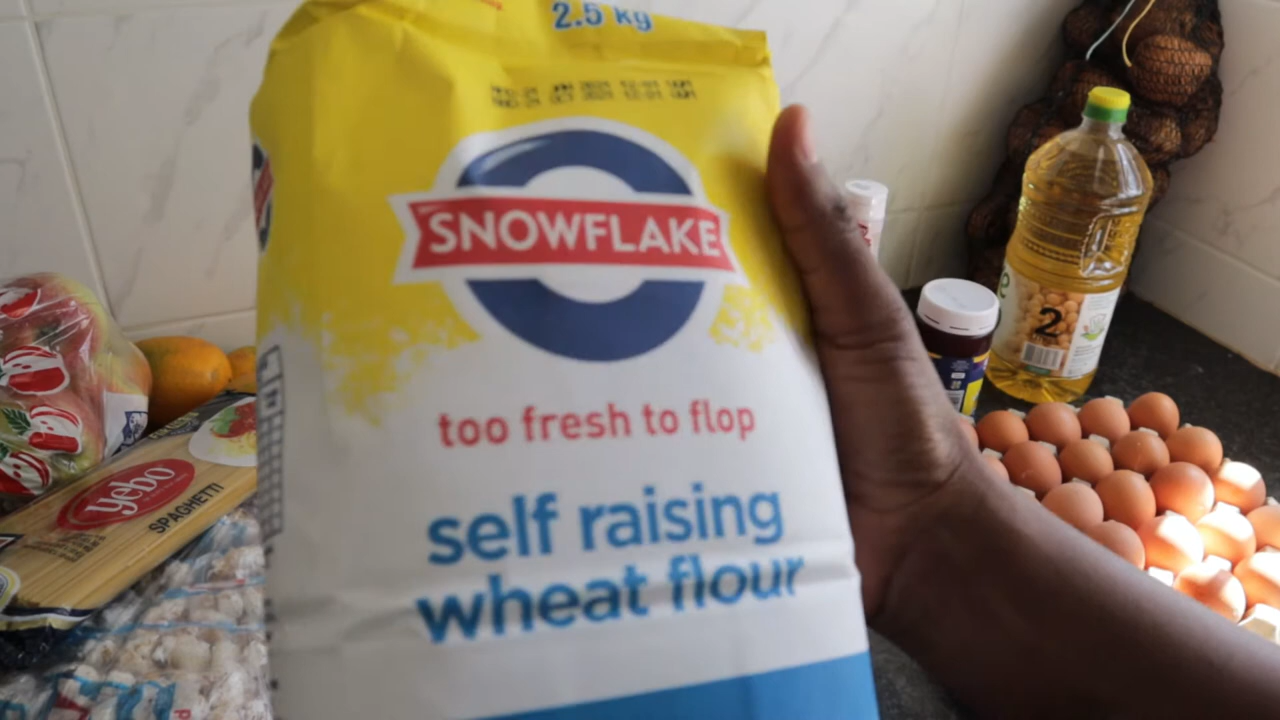 2.5 kg
SNOWFLAKE
too fresh to flop
self raising
wheat flour
yebo
SPAGHETTI
2